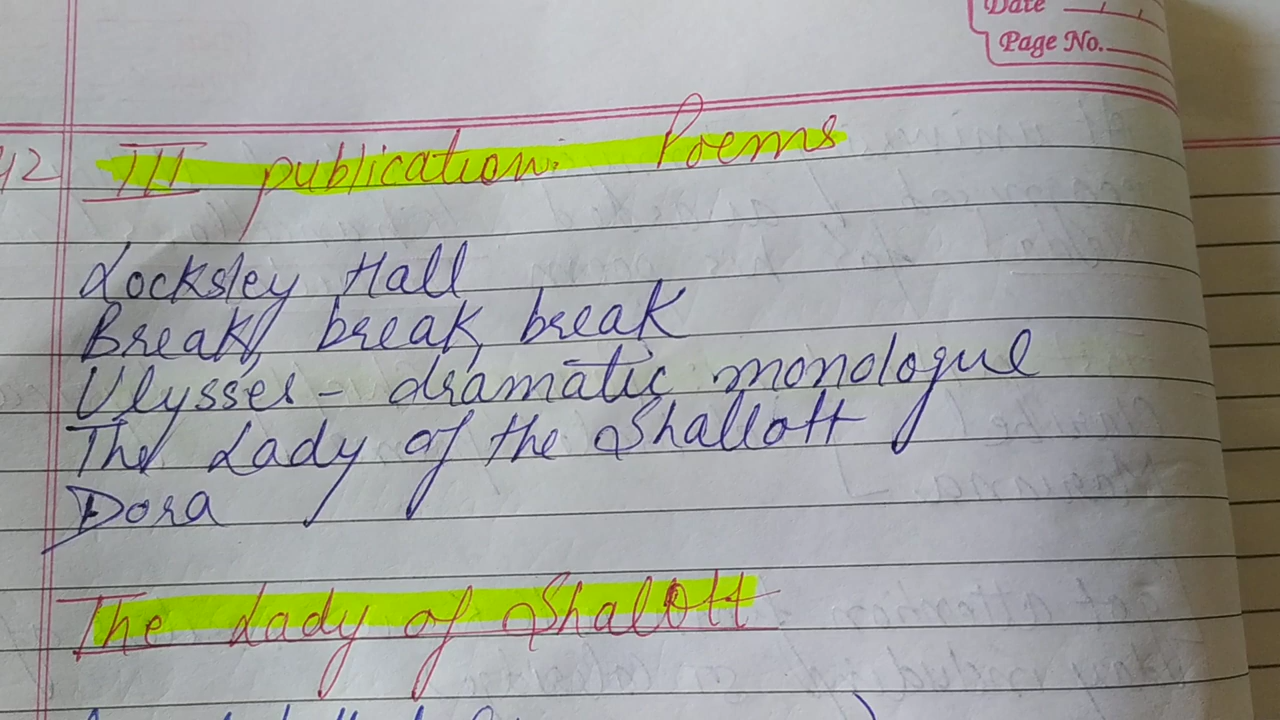 Date
Page No.
42 III publication: Poems
Locksley Hall
Break, break, break
Ulysses - dramatic monologue
The Lady of the Shallott
Dora
The Lady of Shalott